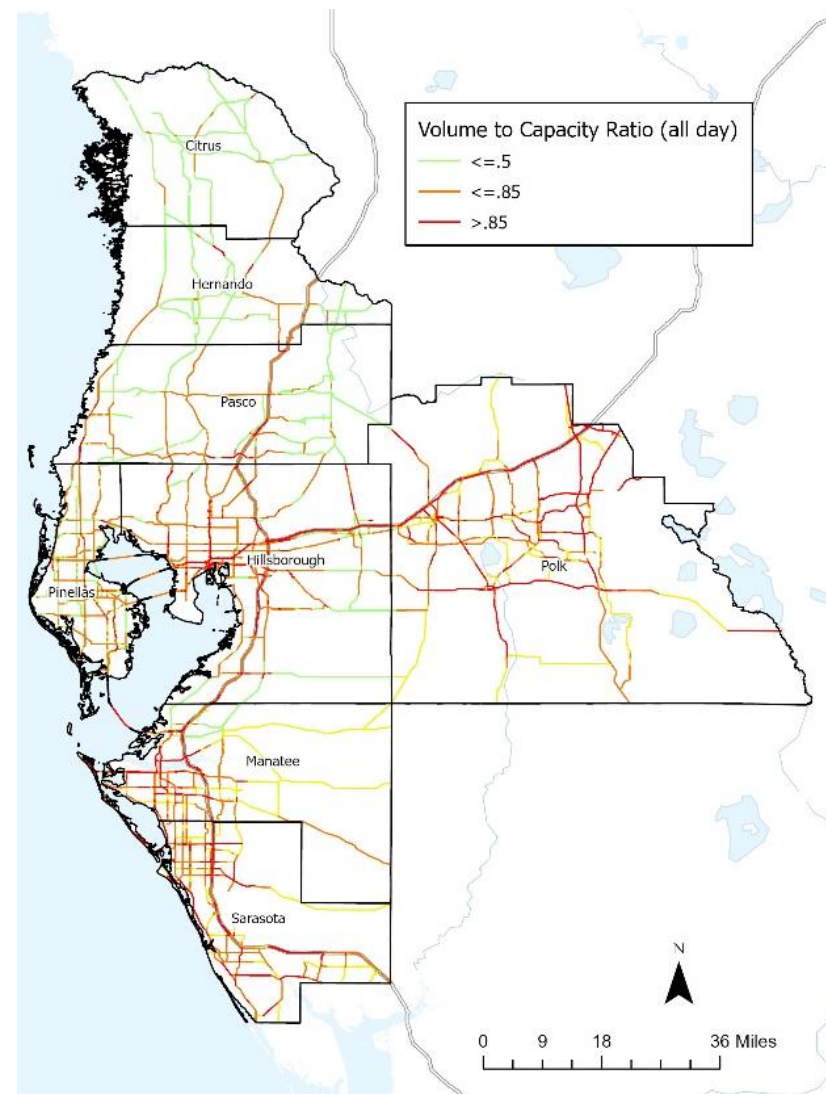 Volume to Capacity Ratio (all day)
<=.5
<=.85
>.85
Citrus
Hernando
Pasco
Hillsborough
Pinellas
Polk
Manatee
Sarasota
N
0 9 18 36 Miles